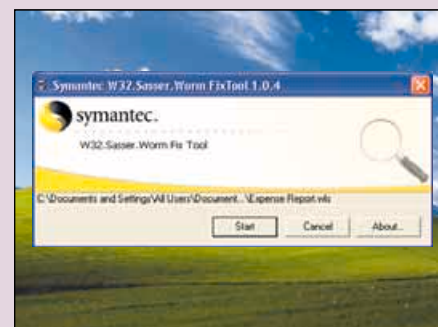 Symantec W32.Sasser.Worm FixTool 1.0.4
symantec.
W32.Sasser.Worm Fix Tool
C:\Documents and Settings\All Users\Document...\Expense Report.xls
Start Cancel About...